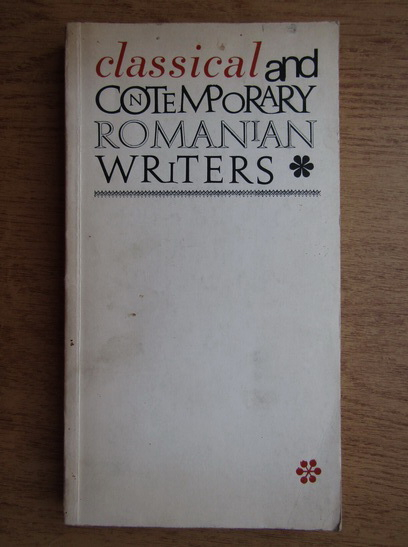 classical and
CONTEMPORARY
ROMANIAN
WRiTERS